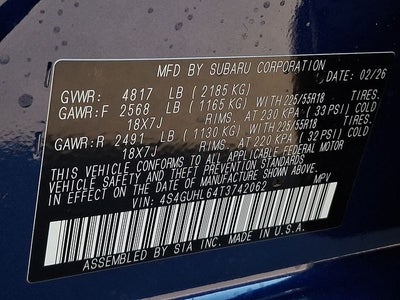 MFD BY SUBARU CORPORATION
DATE: 02/26
GVWR: 4817 LB (2185 KG)
GAWR:F 2568 LB (1165 KG) WITH 225/55R18 TIRES.
18X7J RIMS. AT 230 KPA (33 PSI) COLD
GAWR:R 2491 LB (1130 KG) WITH 225/55R18 TIRES.
18X7J RIMS. AT 220 KPA (32 PSI) COLD
THIS VEHICLE CONFORMS TO ALL APPLICABLE FEDERAL MOTOR
VEHICLE SAFETY AND THEFT PREVENTION STANDARDS
IN EFFECT ON THE DATE OF MANUFACTURE SHOWN ABOVE.
VIN: 4S4GUHL64T3742062 MPV
ASSEMBLED BY SIA INC. MADE IN U.S.A.